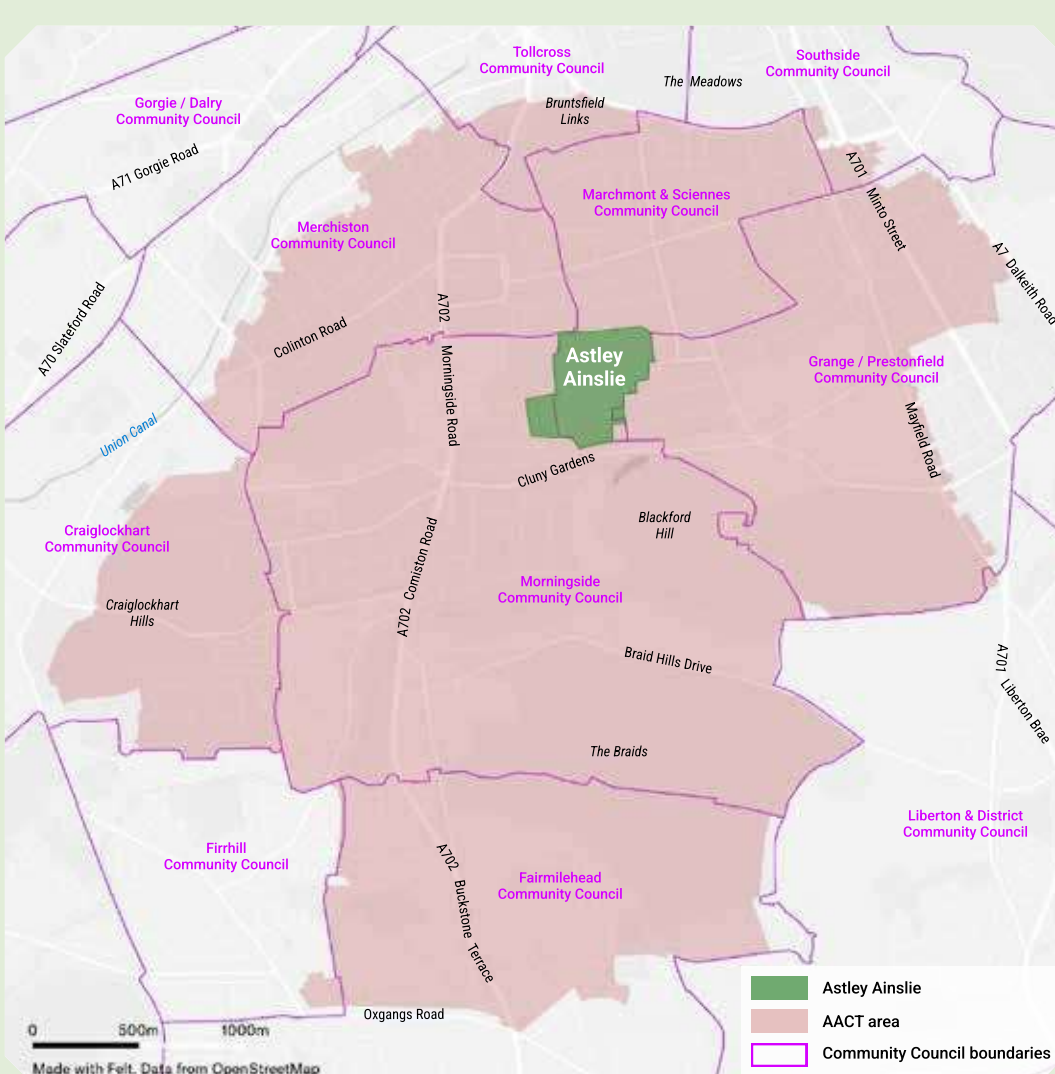 Tollcross
Community Council
Southside
Community Council
The Meadows
Gorgie / Dalry
Community Council
Bruntsfield
Links
A71 Gorgie Road
A701 Minto Street
Marchmont & Sciennes
Community Council
Merchiston
Community Council
A7 Dalkeith Road
A70 Slateford Road
A702 Morningside Road
Colinton Road
Astley
Ainslie
Grange / Prestonfield
Community Council
Mayfield Road
Union Canal
Cluny Gardens
Blackford
Hill
Craiglockhart
Community Council
A702 Comiston Road
Morningside
Community Council
Craiglockhart
Hills
Braid Hills Drive
A701 Liberton Brae
The Braids
Liberton & District
Community Council
Firrhill
Community Council
A702 Buckstone Terrace
Fairmilehead
Community Council
Oxgangs Road
Astley Ainslie
AACT area
Community Council boundaries
0 500m 1000m
Made with Felt. Data from OpenStreetMap